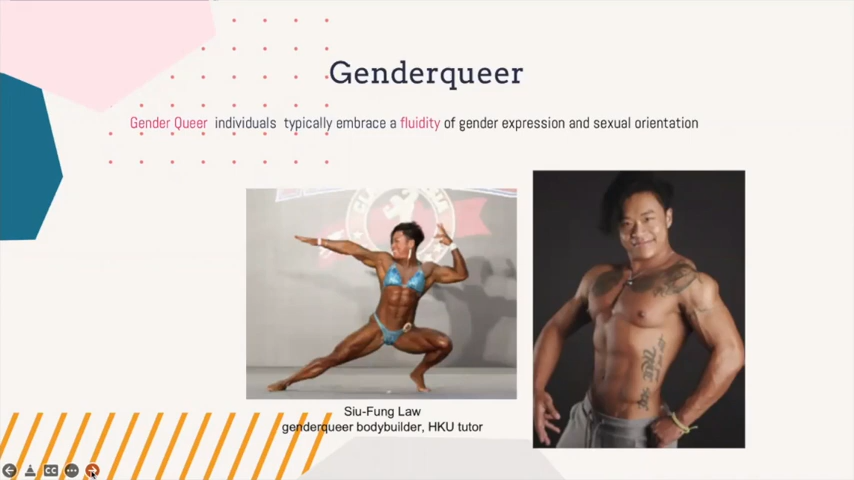 Genderqueer
Gender Queer individuals typically embrace a fluidity of gender expression and sexual orientation
Siu-Fung Law
genderqueer bodybuilder, HKU tutor
CC